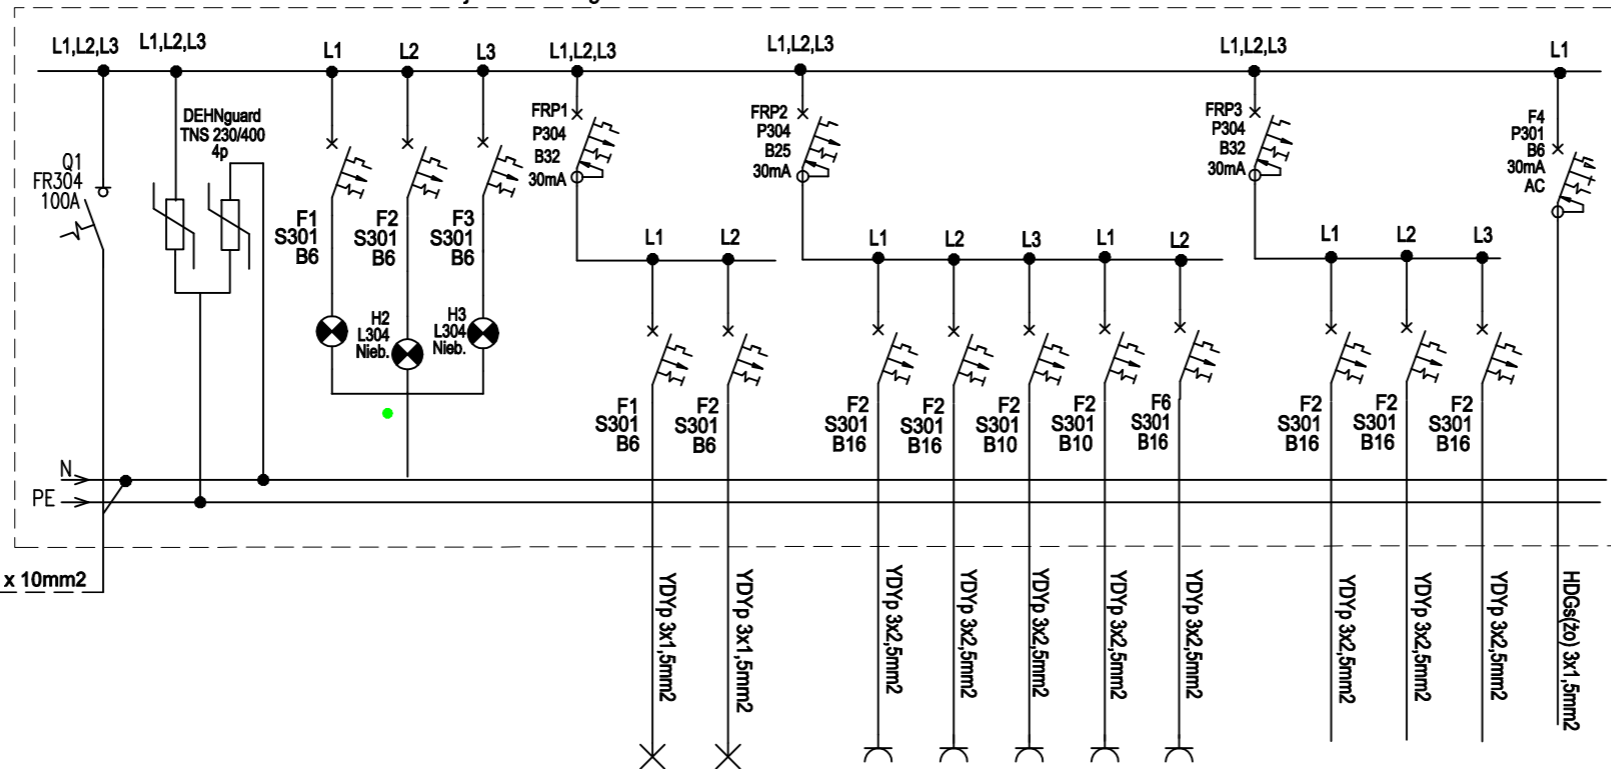 L1,L2,L3
L1,L2,L3
L1
L2
L3
L1,L2,L3
L1,L2,L3
L1,L2,L3
L1
Q1
FR304
100A
DEHNguard
TNS 230/400
4p
F1
S301
B6
F2
S301
B6
F3
S301
B6
H2
L304
Nieb.
H3
L304
Nieb.
FRP1
P304
B32
30mA
FRP2
P304
B25
30mA
FRP3
P304
B32
30mA
F4
P301
B6
30mA
AC
L1
L2
L1
L2
L3
L1
L2
L1
L2
L3
F1
S301
B6
F2
S301
B6
F2
S301
B16
F2
S301
B16
F2
S301
B10
F2
S301
B10
F6
S301
B16
F2
S301
B16
F2
S301
B16
F2
S301
B16
N
PE
x 10mm2
YDYp 3x1,5mm2
YDYp 3x1,5mm2
YDYp 3x2,5mm2
YDYp 3x2,5mm2
YDYp 3x2,5mm2
YDYp 3x2,5mm2
YDYp 3x2,5mm2
YDYp 3x2,5mm2
YDYp 3x2,5mm2
YDYp 3x2,5mm2
HDGs(żo) 3x1,5mm2